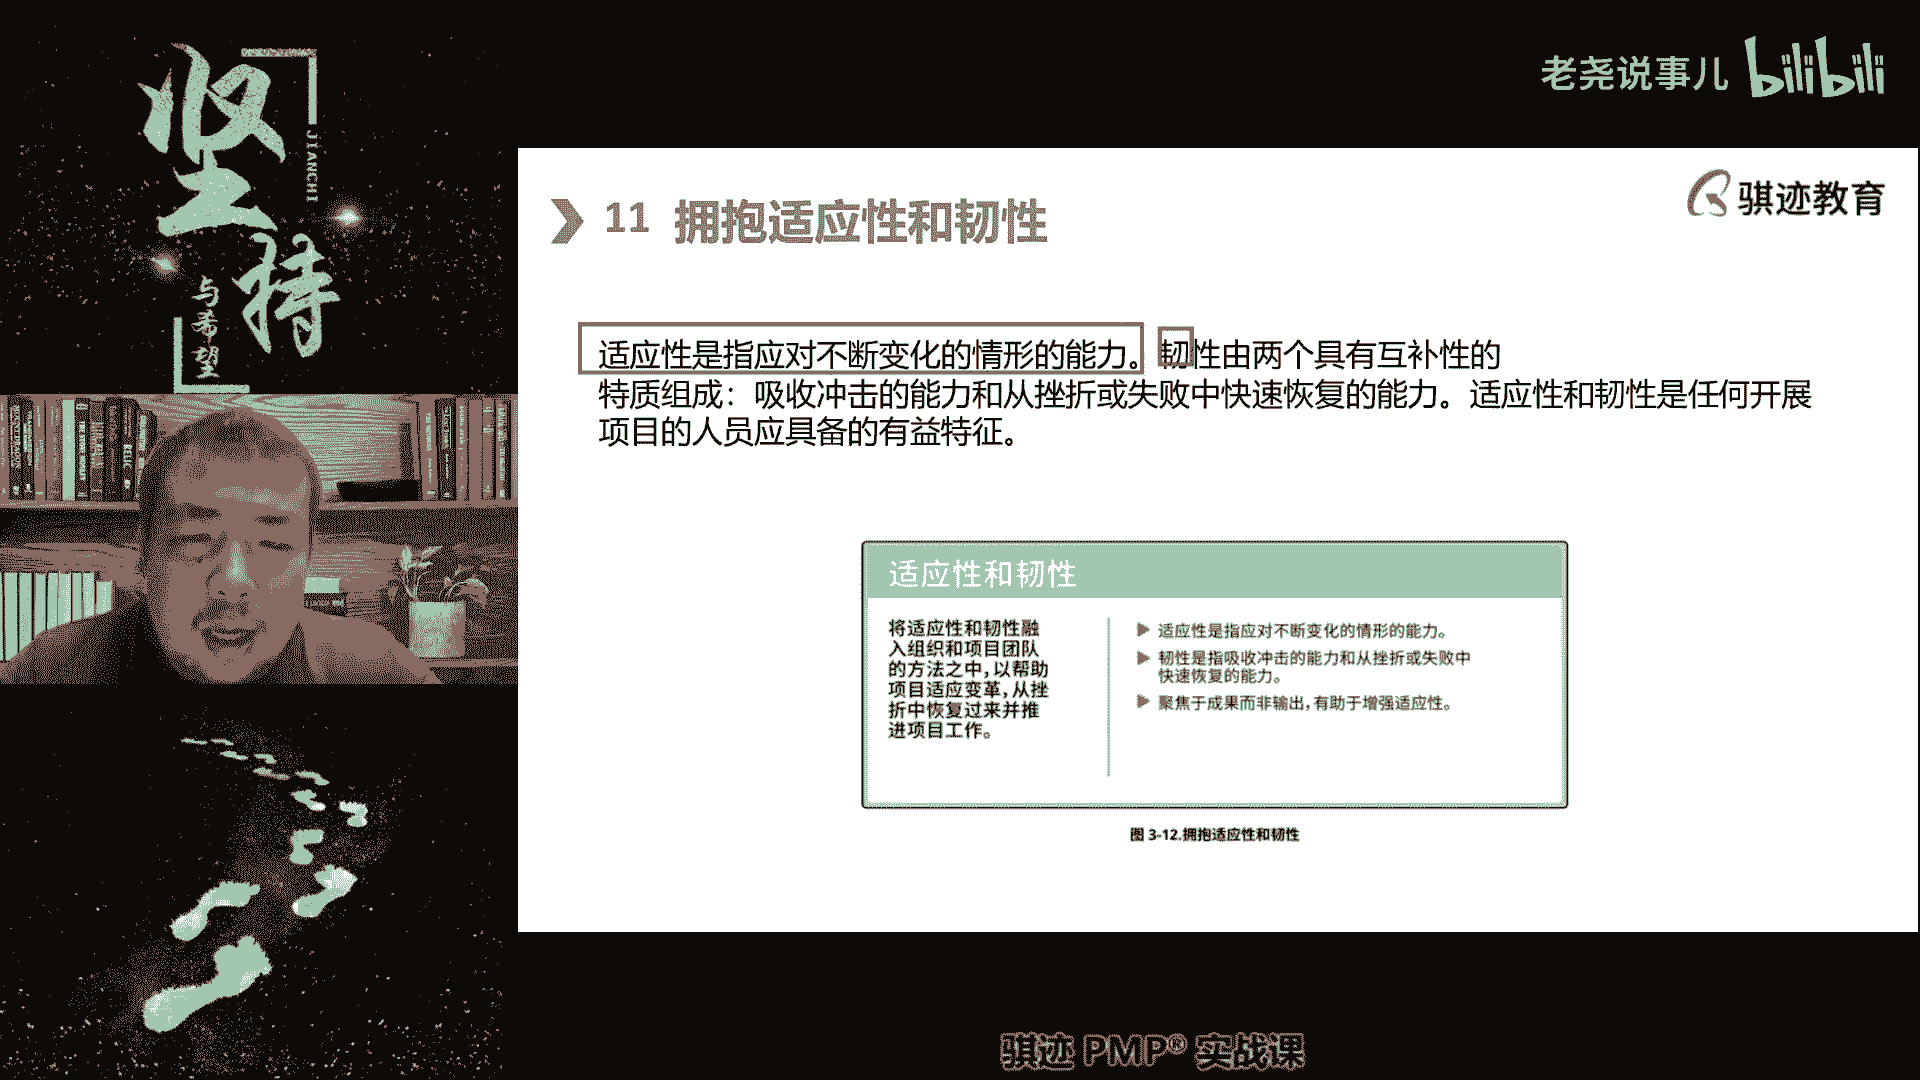 坚持
JIANCHI
与希望
老尧说事儿 bilibili
骐迹教育
11 拥抱适应性和韧性
适应性是指应对不断变化的情形的能力。韧性由两个具有互补性的
特质组成：吸收冲击的能力和从挫折或失败中快速恢复的能力。适应性和韧性是任何开展
项目的人员应具备的有益特征。
适应性和韧性
将适应性和韧性融
入组织和项目团队
的方法之中，以帮助
项目适应变革，从挫
折中恢复过来并推
进项目工作。
适应性是指应对不断变化的情形的能力。
韧性是指吸收冲击的能力和从挫折或失败中
快速恢复的能力。
聚焦于成果而非输出，有助于增强适应性。
图 3-12.拥抱适应性和韧性
骐迹 PMP® 实战课